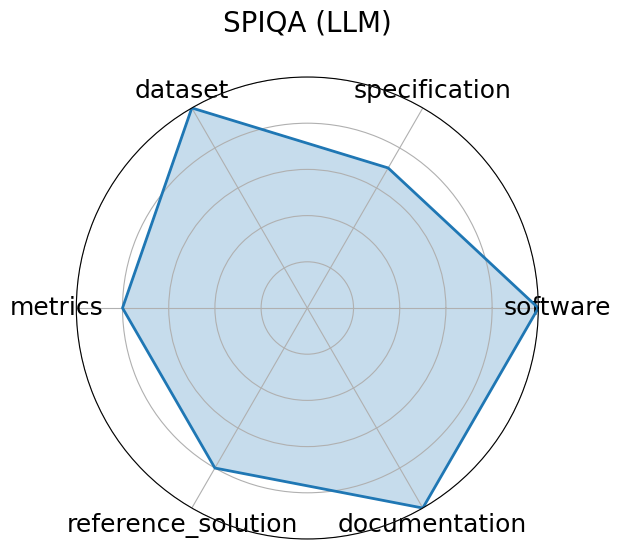 SPIQA (LLM)
dataset
specification
metrics
software
reference_solution
documentation